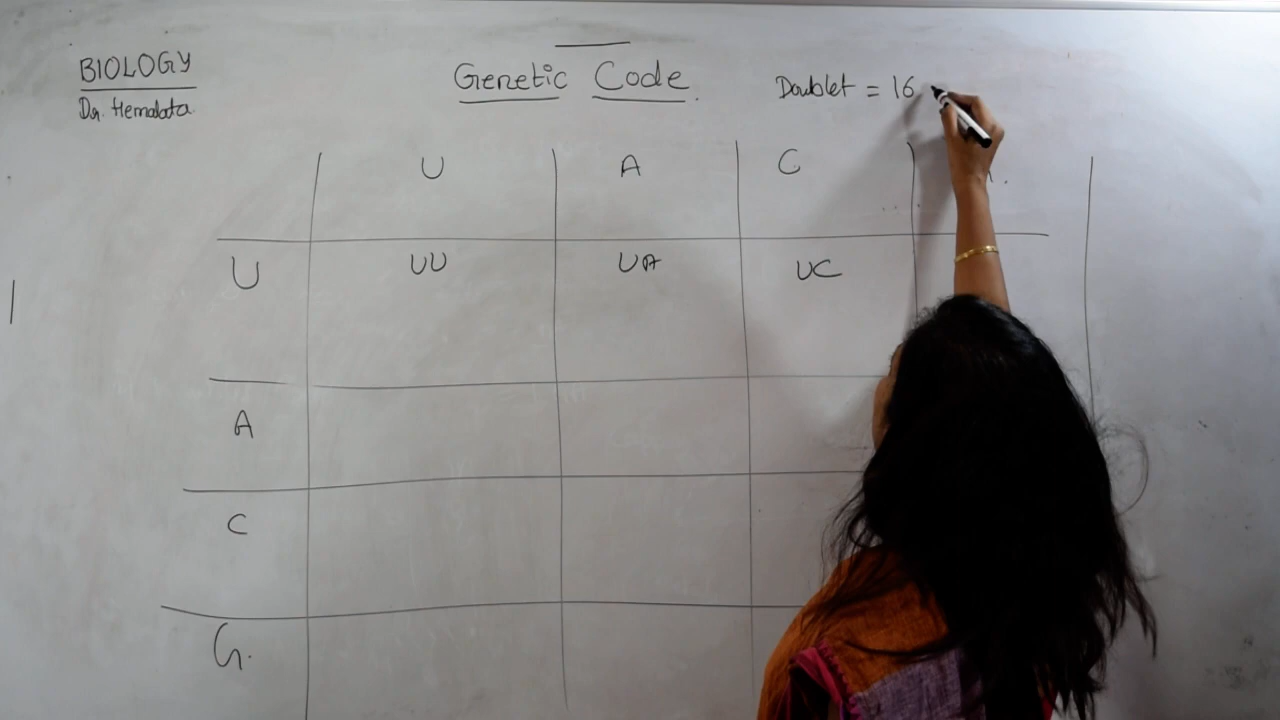 BIOLOGY
Dr. Hemalata
Genetic Code.
Doublet = 16
U A C
U UU UA UC
A
C
G.